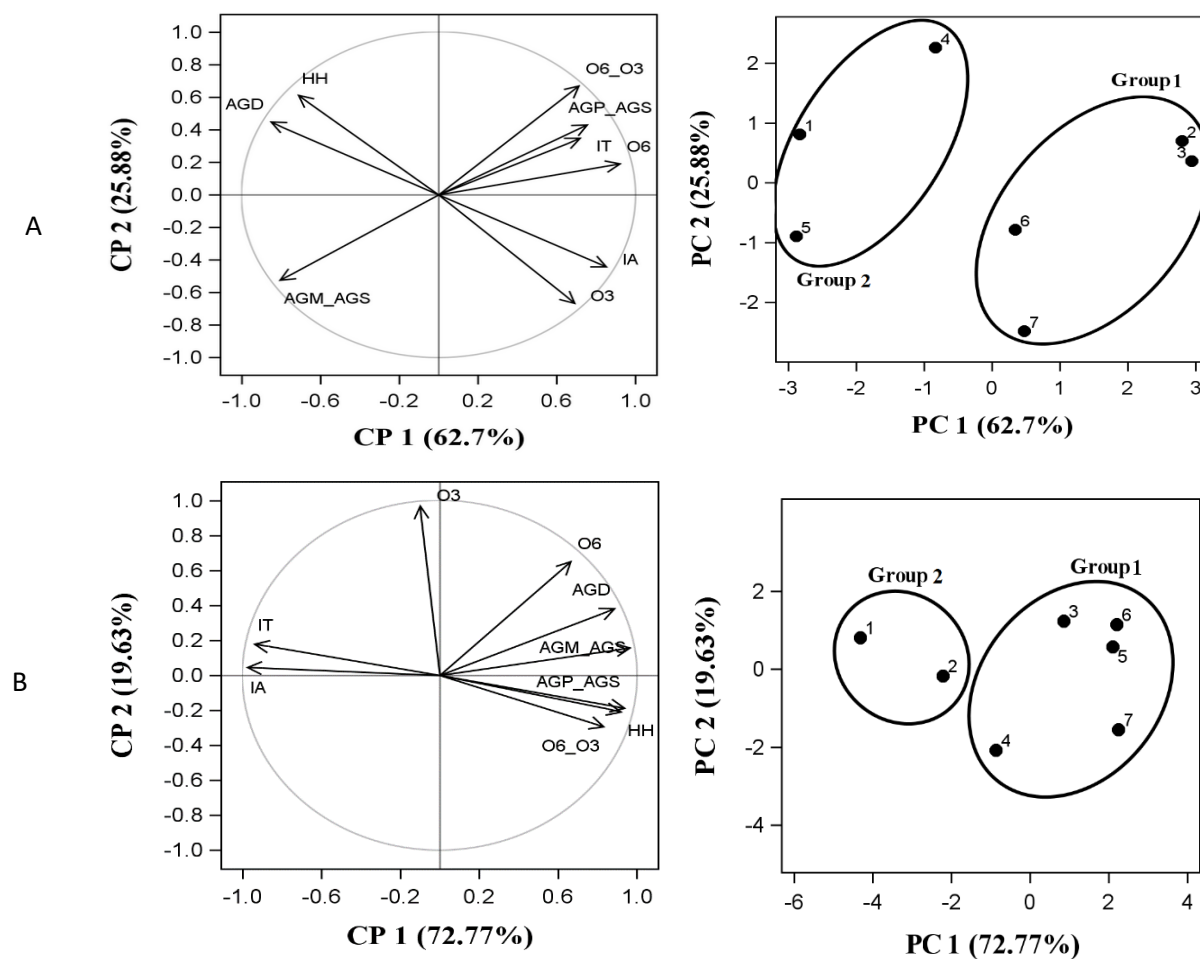 A
CP 2 (25.88%)
1.0
0.8
0.6
0.4
0.2
0.0
-0.2
-0.4
-0.6
-0.8
-1.0
HH
AGD
O6_O3
AGP_AGS
IT O6
IA
O3
AGM_AGS
-1.0 -0.6 -0.2 0.2 0.6 1.0
CP 1 (62.7%)
PC 2 (25.88%)
2
1
0
-1
-2
4
1
5
Group 2
Group 1
2
3
6
7
-3 -2 -1 0 1 2 3
PC 1 (62.7%)
B
CP 2 (19.63%)
1.0
0.8
0.6
0.4
0.2
0.0
-0.2
-0.4
-0.6
0.8
-1.0
O3
O6
AGD
IT
AGM_AGS
IA
AGP_AGS
HH
O6_O3
-1.0 -0.6 -0.2 0.2 0.6 1.0
CP 1 (72.77%)
PC 2 (19.63%)
2
0
-2
-4
Group 2
1
2
Group 1
3
6
5
7
4
-6 -4 -2 0 2 4
PC 1 (72.77%)